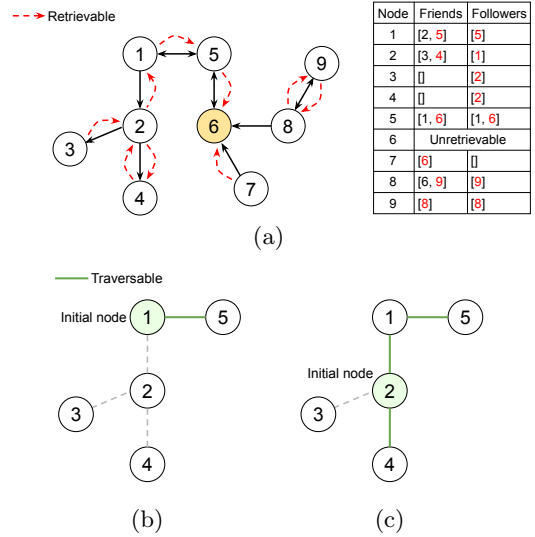 Retrievable
1
5
9
2
6
8
3
7
4
Node Friends Followers
1 [2, 5] [5]
2 [3, 4] [1]
3 [] [2]
4 [] [2]
5 [1, 6] [1, 6]
6 Unretrievable
7 [6] []
8 [6, 9] [9]
9 [8] [8]
(a)
Traversable
Initial node 1 5
2
3
4
(b)
1 5
Initial node
2
3
4
(c)